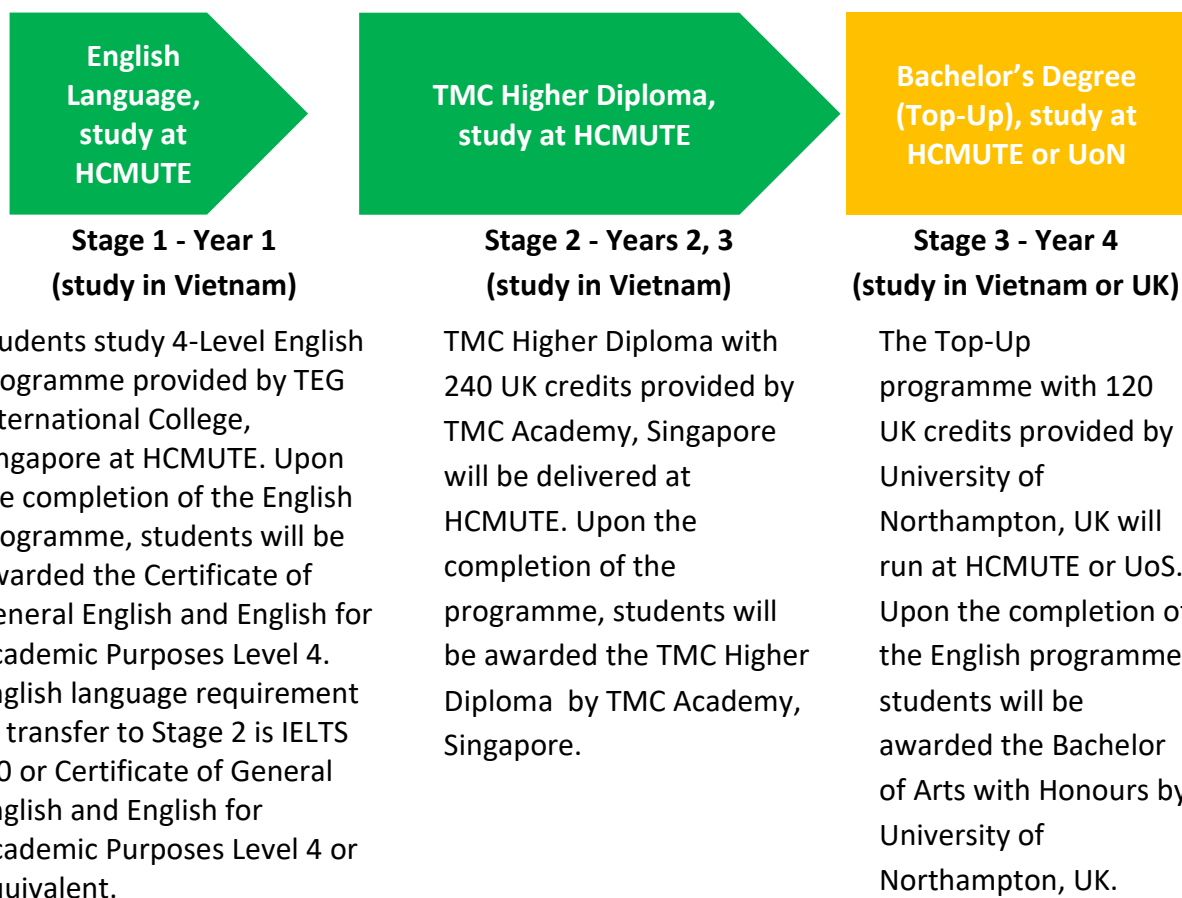 English
Language,
study at
HCMUTE
TMC Higher Diploma,
study at HCMUTE
Bachelor's Degree
(Top-Up), study at
HCMUTE or UoN
Stage 1 - Year 1
(study in Vietnam)
Stage 2 - Years 2, 3
(study in Vietnam)
Stage 3 - Year 4
(study in Vietnam or UK)
udents study 4-Level English
ogramme provided by TEG
ternational College,
ngapore at HCMUTE. Upon
e completion of the English
ogramme, students will be
warded the Certificate of
eneral English and English for
cademic Purposes Level 4.
nglish language requirement
transfer to Stage 2 is IELTS
0 or Certificate of General
nglish and English for
cademic Purposes Level 4 or
quivalent.
TMC Higher Diploma with
240 UK credits provided by
TMC Academy, Singapore
will be delivered at
HCMUTE. Upon the
completion of the
programme, students will
be awarded the TMC Higher
Diploma by TMC Academy,
Singapore.
The Top-Up
programme with 120
UK credits provided by
University of
Northampton, UK will
run at HCMUTE or UoS.
Upon the completion of
the English programme
students will be
awarded the Bachelor
of Arts with Honours by
University of
Northampton, UK.